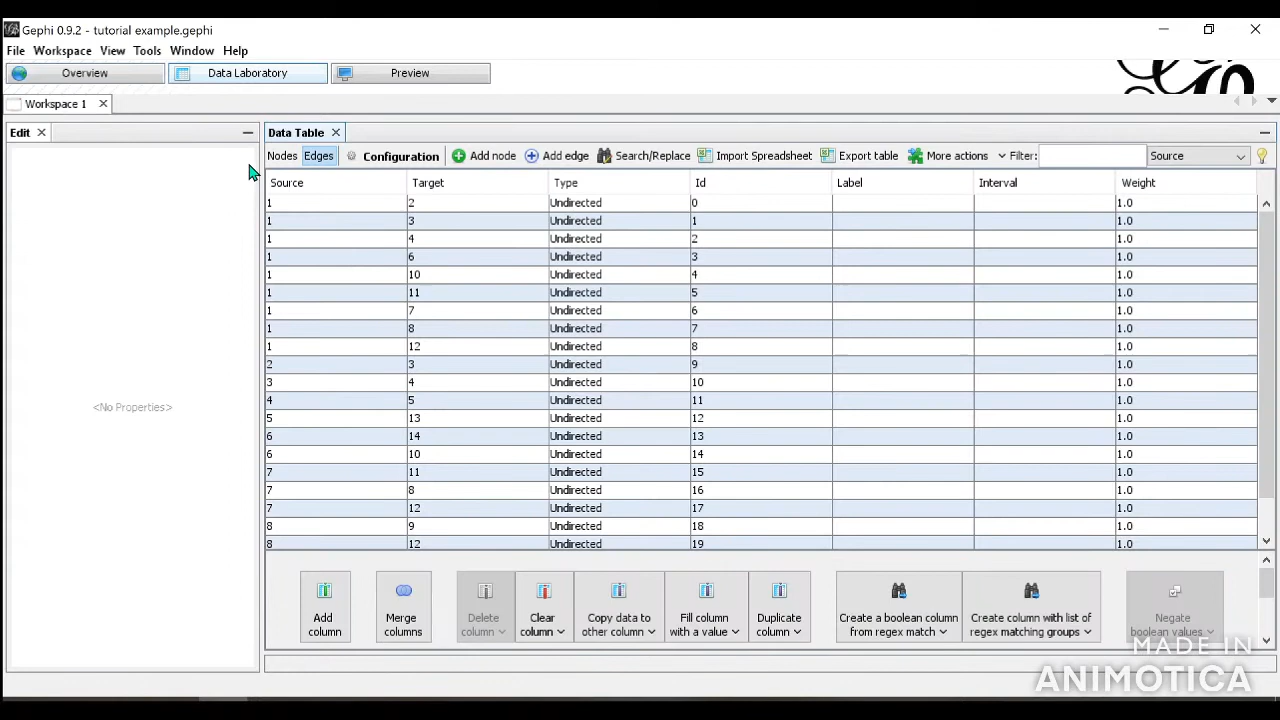 Gephi 0.9.2 - tutorial example.gephi
File Workspace View Tools Window Help
Overview Data Laboratory Preview
Workspace 1
Edit Data Table
Nodes Edges Configuration Add node Add edge Search/Replace Import Spreadsheet Export table More actions Filter: Source
Source Target Type Id Label Interval Weight
1 2 Undirected 0 1.0
1 3 Undirected 1 1.0
1 4 Undirected 2 1.0
1 6 Undirected 3 1.0
1 10 Undirected 4 1.0
1 11 Undirected 5 1.0
1 7 Undirected 6 1.0
1 8 Undirected 7 1.0
1 12 Undirected 8 1.0
2 3 Undirected 9 1.0
3 4 Undirected 10 1.0
<No Properties>
4 5 Undirected 11 1.0
5 13 Undirected 12 1.0
6 14 Undirected 13 1.0
6 10 Undirected 14 1.0
7 11 Undirected 15 1.0
7 8 Undirected 16 1.0
7 12 Undirected 17 1.0
8 9 Undirected 18 1.0
8 12 Undirected 19 1.0
Add column
Merge columns
Delete column
Clear column
Copy data to other column
Fill column with a value
Duplicate column
Create a boolean column from regex match
Create column with list of regex matching groups
Negate boolean values
MADE IN
ANIMOTICA